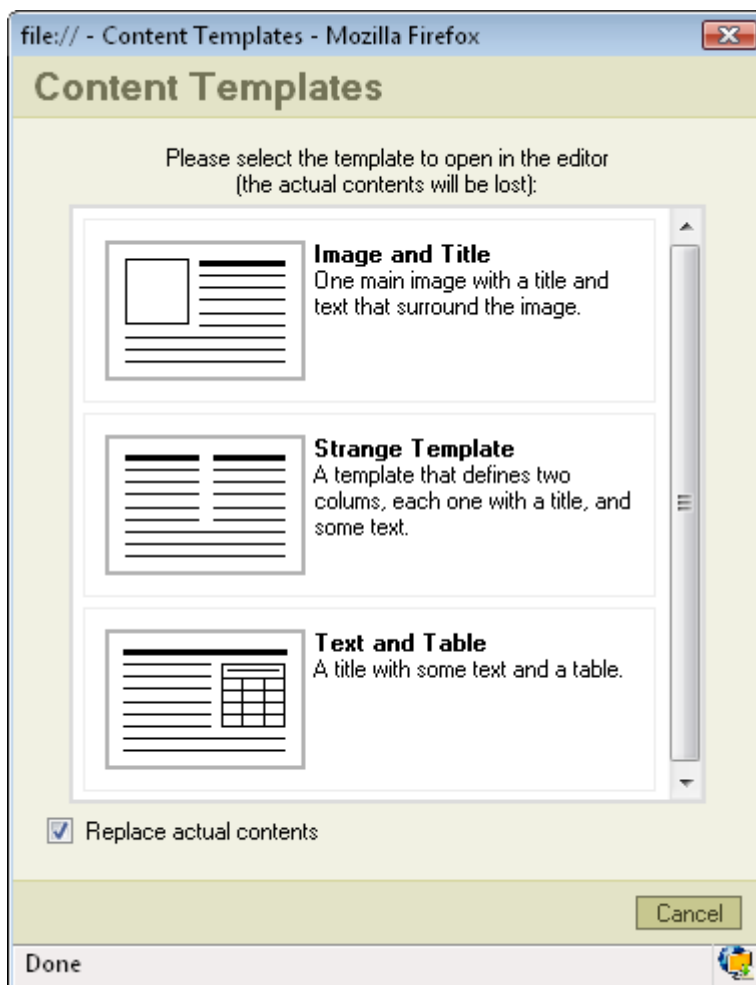 file:// - Content Templates - Mozilla Firefox
Content Templates
Please select the template to open in the editor
(the actual contents will be lost):
Image and Title
One main image with a title and
text that surround the image.
Strange Template
A template that defines two
colums, each one with a title, and
some text.
Text and Table
A title with some text and a table.
Replace actual contents
Cancel
Done